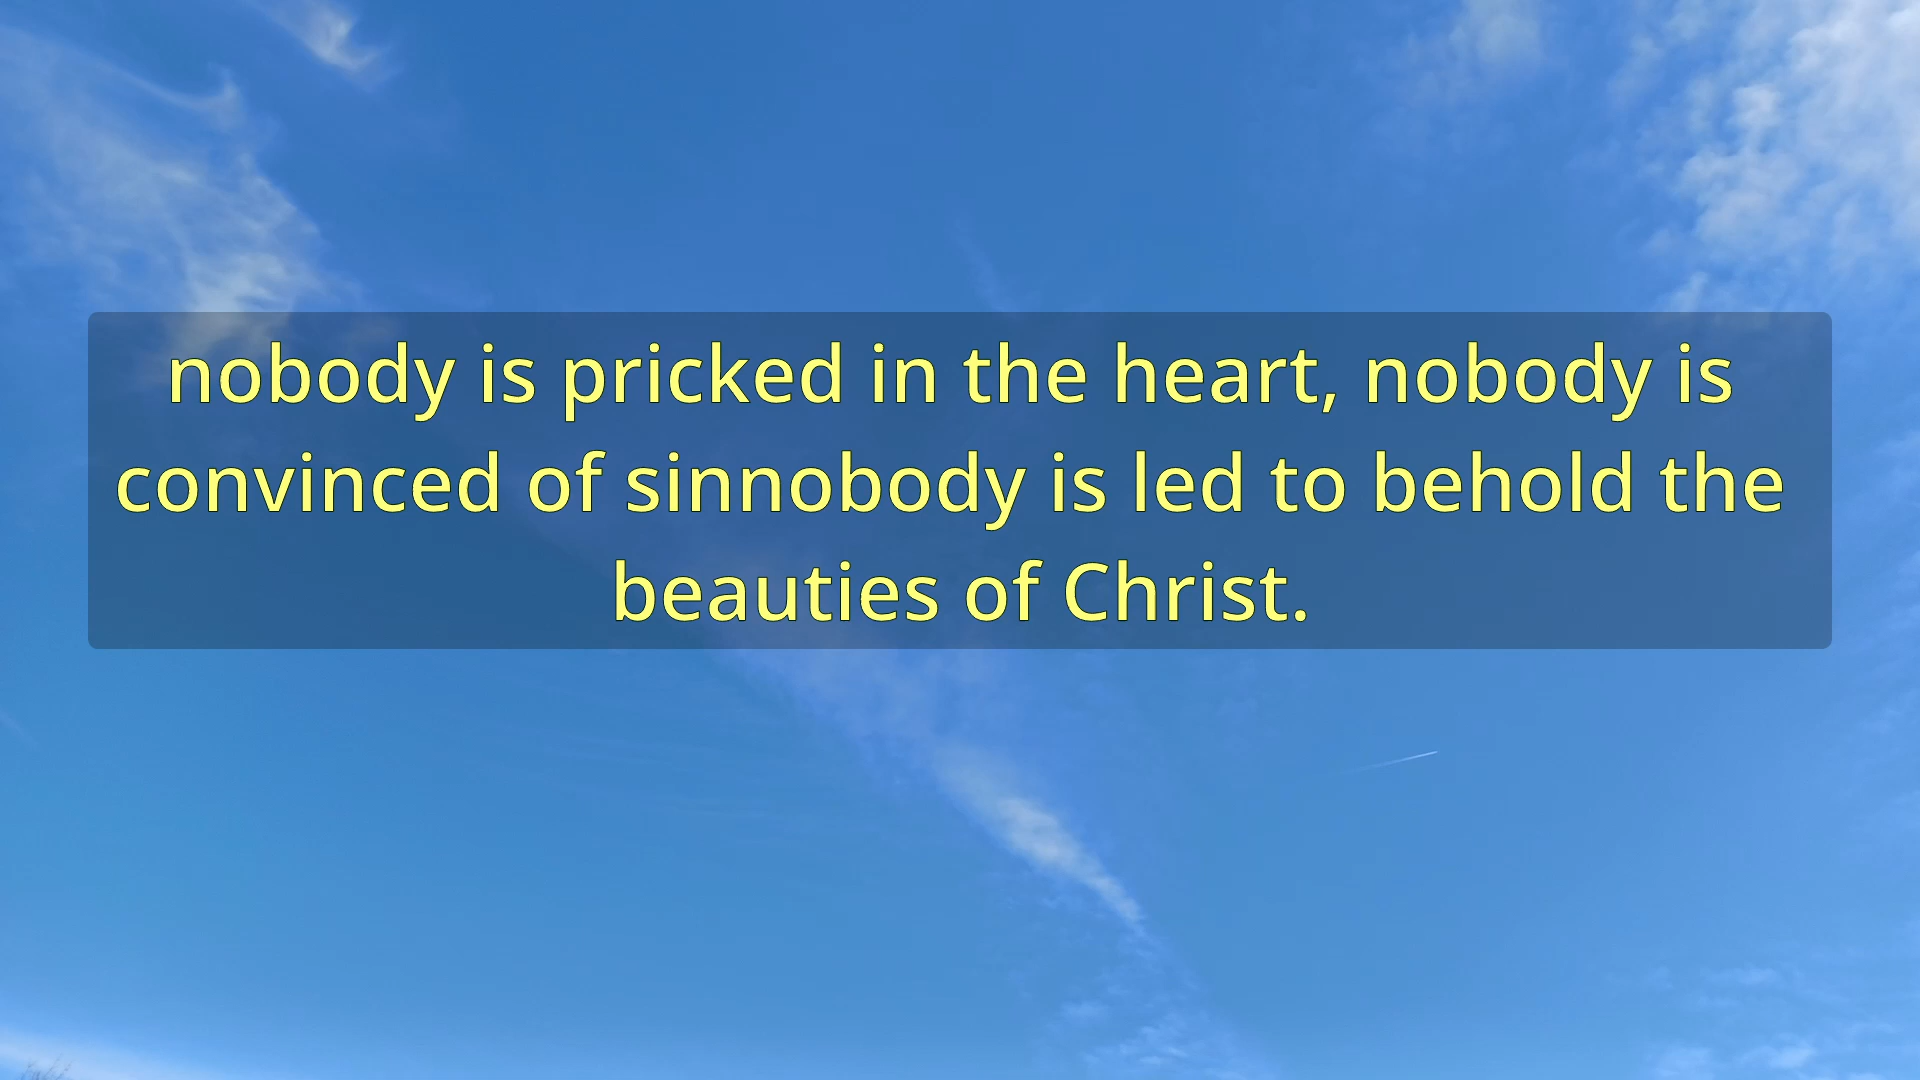 nobody is pricked in the heart, nobody is
convinced of sinnobody is led to behold the
beauties of Christ.